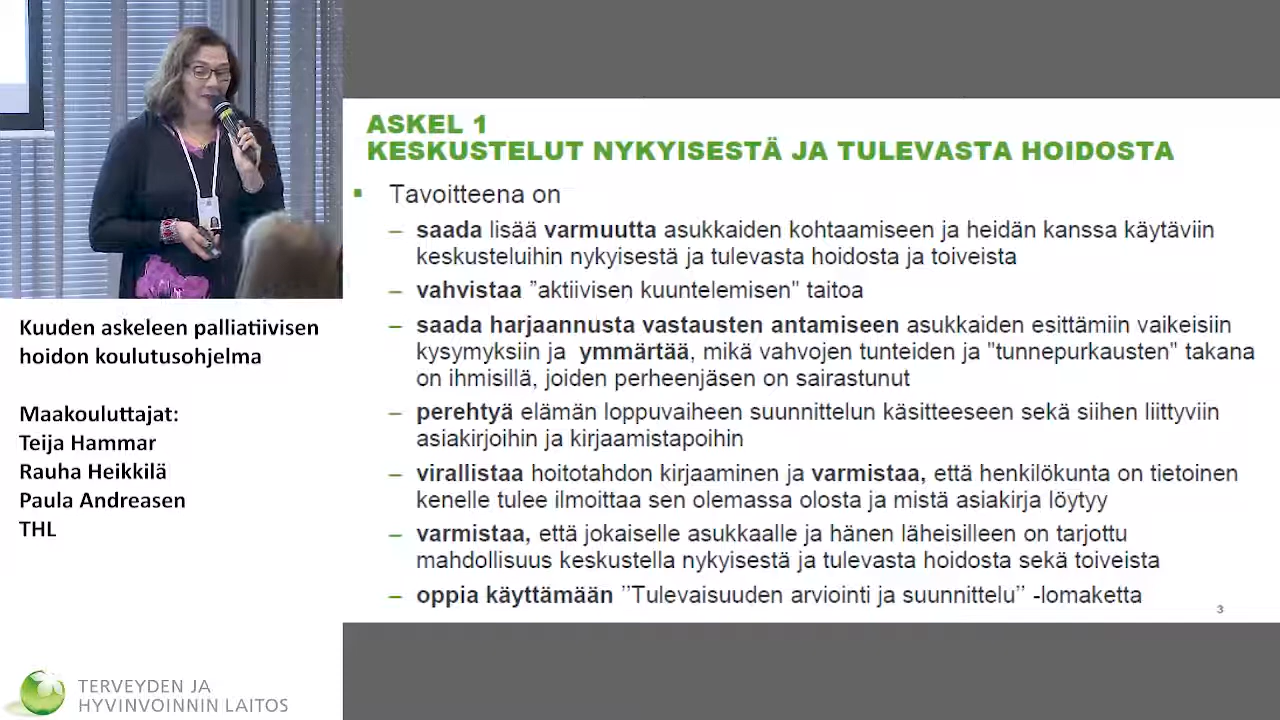 Kuuden askeleen palliatiivisen
hoidon koulutusohjelma
Maakouluttajat:
Teija Hammar
Rauha Heikkilä
Paula Andreasen
THL
TERVEYDEN JA
HYVINVOINNIN LAITOS
ASKEL 1
KESKUSTELUT NYKYISESTÄ JA TULEVASTA HOIDOSTA
▪ Tavoitteena on
– saada lisää varmuutta asukkaiden kohtaamiseen ja heidän kanssa käytäviin
keskusteluihin nykyisestä ja tulevasta hoidosta ja toiveista
– vahvistaa ”aktiivisen kuuntelemisen" taitoa
– saada harjaannusta vastausten antamiseen asukkaiden esittämiin vaikeisiin
kysymyksiin ja ymmärtää, mikä vahvojen tunteiden ja "tunnepurkausten" takana
on ihmisillä, joiden perheenjäsen on sairastunut
– perehtyä elämän loppuvaiheen suunnittelun käsitteeseen sekä siihen liittyviin
asiakirjoihin ja kirjaamistapoihin
– virallistaa hoitotahdon kirjaaminen ja varmistaa, että henkilökunta on tietoinen
kenelle tulee ilmoittaa sen olemassa olosta ja mistä asiakirja löytyy
– varmistaa, että jokaiselle asukkaalle ja hänen läheisilleen on tarjottu
mahdollisuus keskustella nykyisestä ja tulevasta hoidosta sekä toiveista
– oppia käyttämään ”Tulevaisuuden arviointi ja suunnittelu” -lomaketta
3